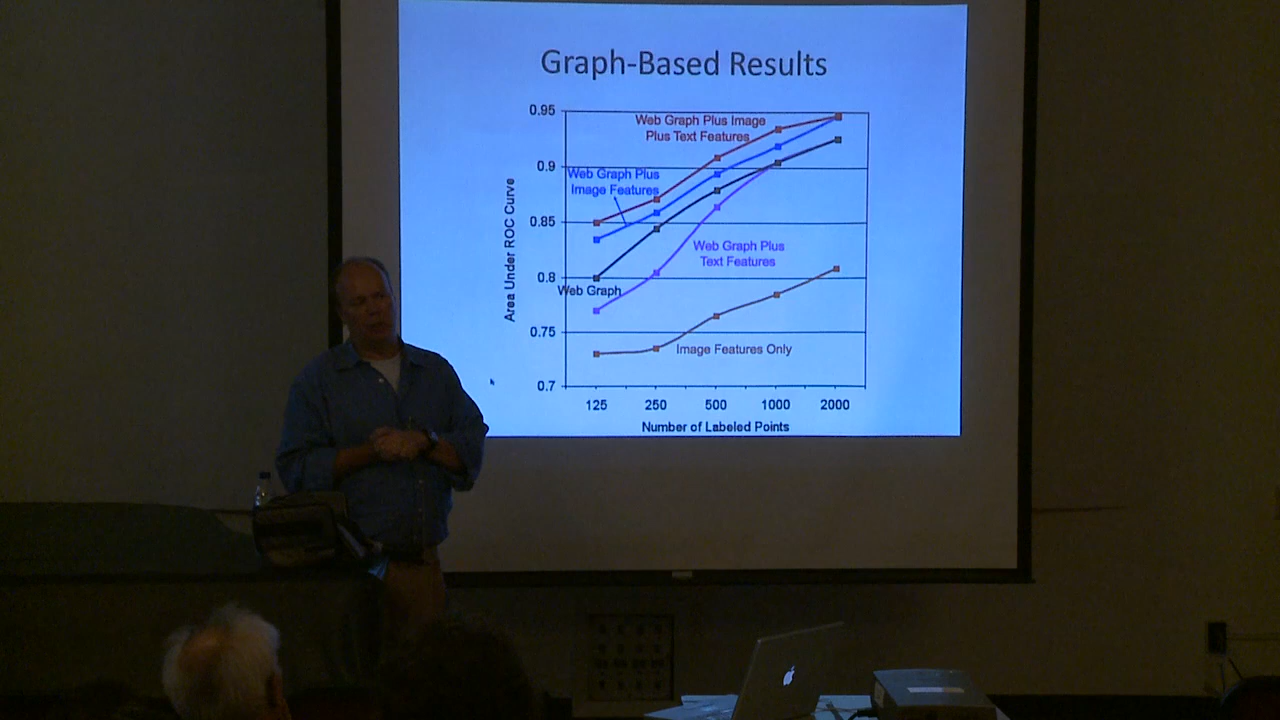 Graph-Based Results
0.95
0.9
0.85
0.8
0.75
0.7
Area Under ROC Curve
Web Graph Plus Image
Plus Text Features
Web Graph Plus
Image Features
Web Graph Plus
Text Features
Web Graph
Image Features Only
125 250 500 1000 2000
Number of Labeled Points